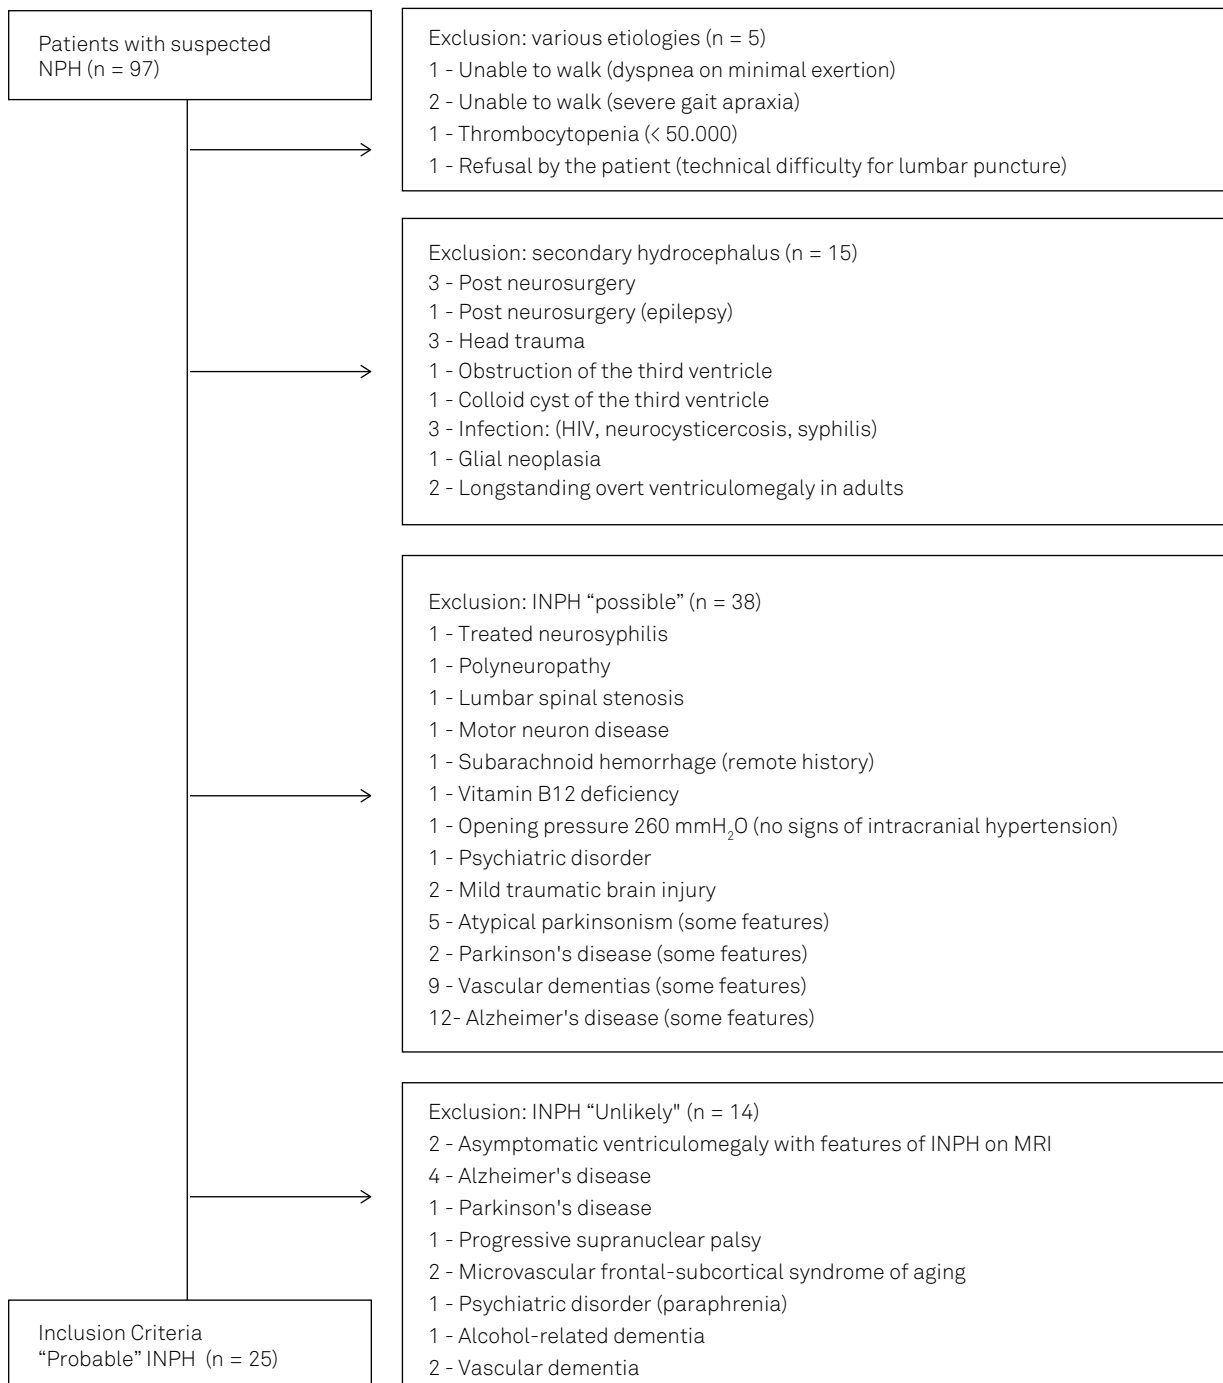 Patients with suspected
NPH (n = 97)
Exclusion: various etiologies (n = 5)
1 - Unable to walk (dyspnea on minimal exertion)
2 - Unable to walk (severe gait apraxia)
1 - Thrombocytopenia (< 50.000)
1 - Refusal by the patient (technical difficulty for lumbar puncture)
Exclusion: secondary hydrocephalus (n = 15)
3 - Post neurosurgery
1 - Post neurosurgery (epilepsy)
3 - Head trauma
1 - Obstruction of the third ventricle
1 - Colloid cyst of the third ventricle
3 - Infection: (HIV, neurocysticercosis, syphilis)
1 - Glial neoplasia
2 - Longstanding overt ventriculomegaly in adults
Exclusion: INPH “possible” (n = 38)
1 - Treated neurosyphilis
1 - Polyneuropathy
1 - Lumbar spinal stenosis
1 - Motor neuron disease
1 - Subarachnoid hemorrhage (remote history)
1 - Vitamin B12 deficiency
1 - Opening pressure 260 mmH₂O (no signs of intracranial hypertension)
1 - Psychiatric disorder
2 - Mild traumatic brain injury
5 - Atypical parkinsonism (some features)
2 - Parkinson's disease (some features)
9 - Vascular dementias (some features)
12- Alzheimer's disease (some features)
Exclusion: INPH “Unlikely" (n = 14)
2 - Asymptomatic ventriculomegaly with features of INPH on MRI
4 - Alzheimer's disease
1 - Parkinson's disease
1 - Progressive supranuclear palsy
2 - Microvascular frontal-subcortical syndrome of aging
1 - Psychiatric disorder (paraphrenia)
1 - Alcohol-related dementia
2 - Vascular dementia
Inclusion Criteria
“Probable” INPH (n = 25)